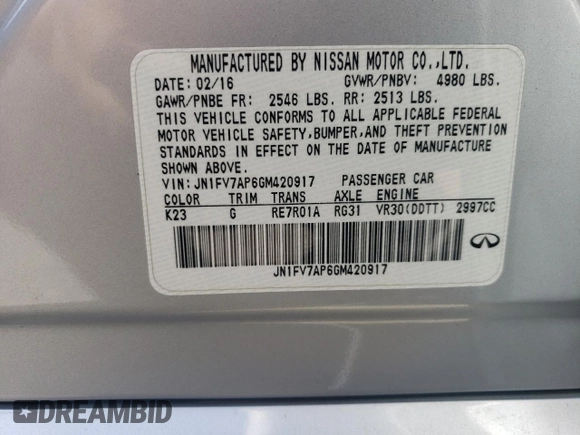 MANUFACTURED BY NISSAN MOTOR CO.,LTD.
DATE: 02/16 GVWR/PNBV: 4980 LBS.
GAWR/PNBE FR: 2546 LBS. RR: 2513 LBS.
THIS VEHICLE CONFORMS TO ALL APPLICABLE FEDERAL
MOTOR VEHICLE SAFETY,BUMPER,AND THEFT PREVENTION
STANDARDS IN EFFECT ON THE DATE OF MANUFACTURE
SHOWN ABOVE.
VIN: JN1FV7AP6GM420917 PASSENGER CAR
COLOR TRIM TRANS AXLE ENGINE
K23 G RE7R01A RG31 VR30(DDTT) 2997CC
JN1FV7AP6GM420917
DREAMBID